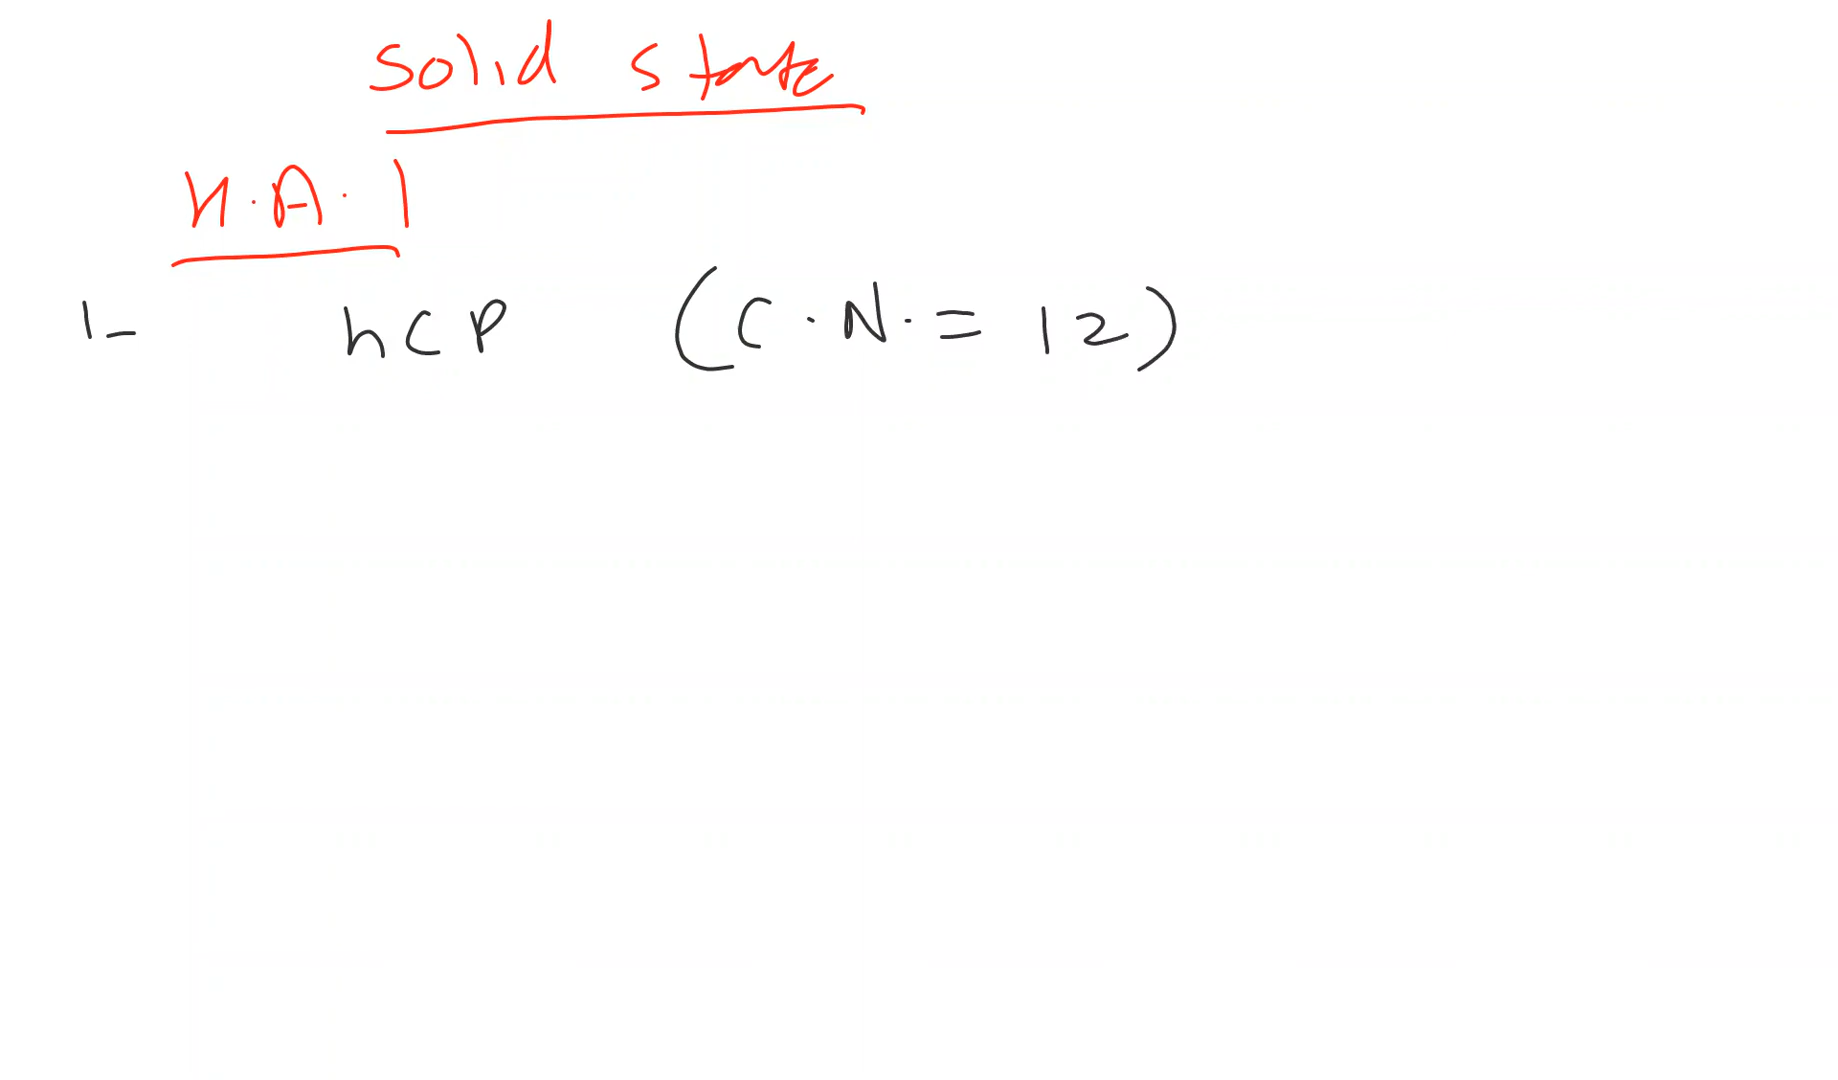 Solid state
H.A. 1
1- hcp (C.N. = 12)